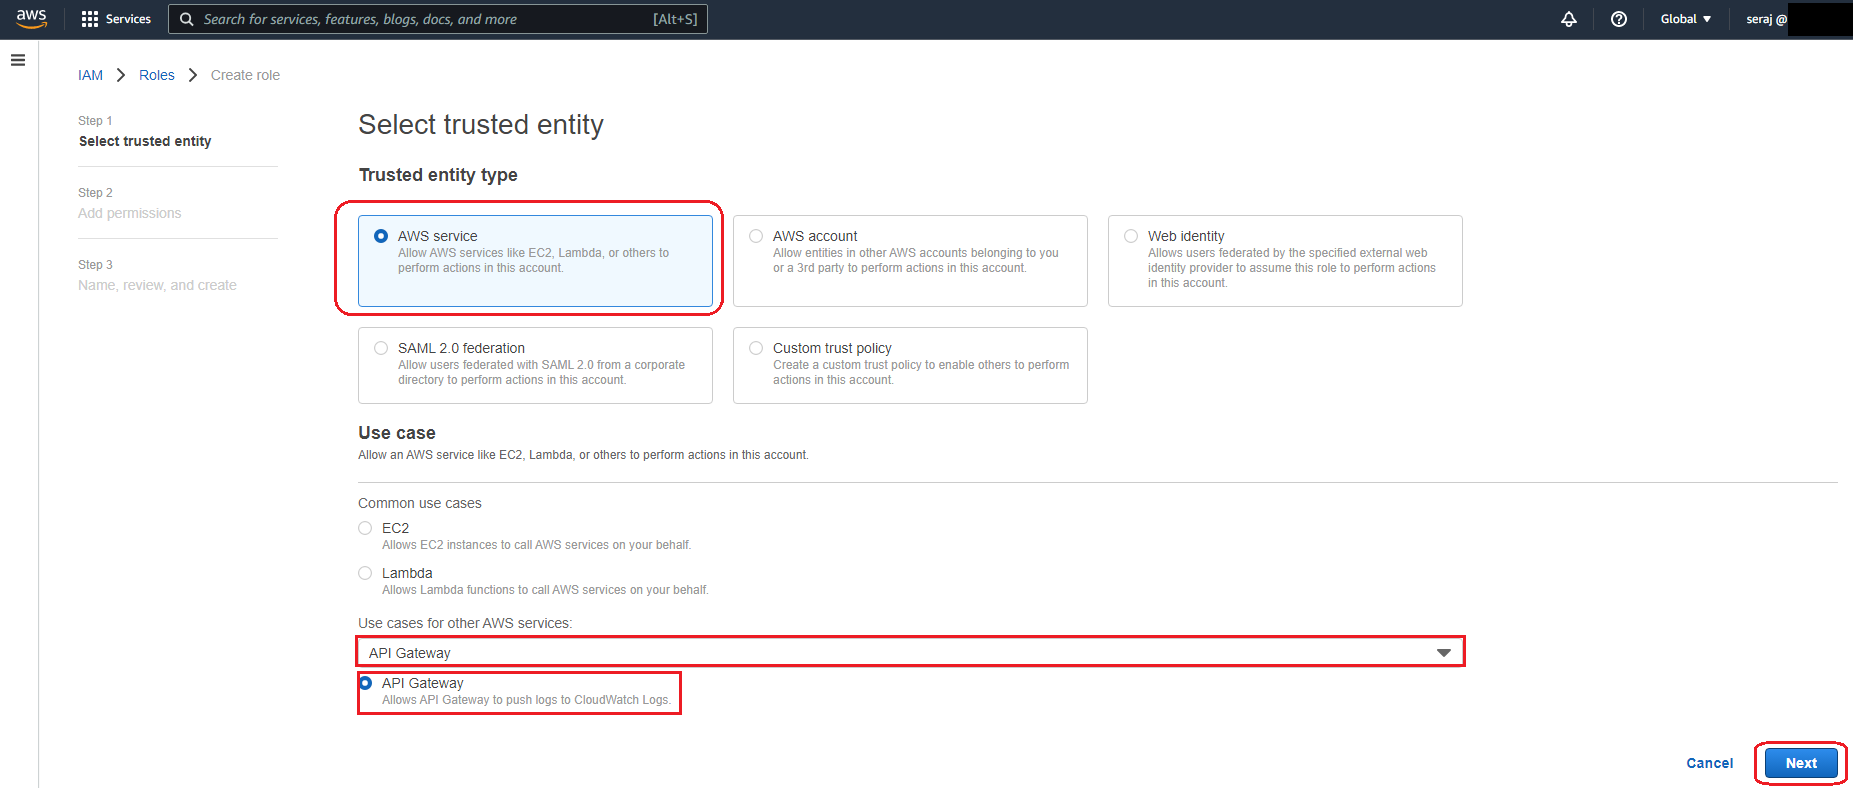 aws Services Search for services, features, blogs, docs, and more [Alt+S] Global seraj @
IAM Roles Create role
Step 1
Select trusted entity
Step 2
Add permissions
Step 3
Name, review, and create
Select trusted entity
Trusted entity type
AWS service
Allow AWS services like EC2, Lambda, or others to
perform actions in this account.
AWS account
Allow entities in other AWS accounts belonging to you
or a 3rd party to perform actions in this account.
Web identity
Allows users federated by the specified external web
identity provider to assume this role to perform actions
in this account.
SAML 2.0 federation
Allow users federated with SAML 2.0 from a corporate
directory to perform actions in this account.
Custom trust policy
Create a custom trust policy to enable others to perform
actions in this account.
Use case
Allow an AWS service like EC2, Lambda, or others to perform actions in this account.
Common use cases
EC2
Allows EC2 instances to call AWS services on your behalf.
Lambda
Allows Lambda functions to call AWS services on your behalf.
Use cases for other AWS services:
API Gateway
API Gateway
Allows API Gateway to push logs to CloudWatch Logs.
Cancel Next